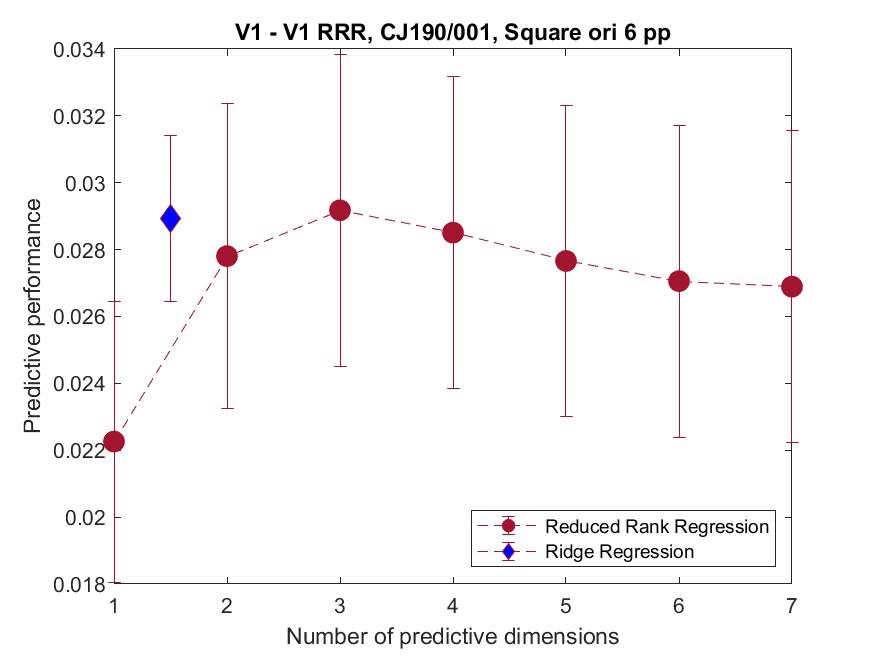 V1 - V1 RRR, CJ190/001, Square ori 6 pp
0.034
0.032
0.03
0.028
0.026
0.024
0.022
0.02
0.018
Predictive performance
1 2 3 4 5 6 7
Number of predictive dimensions
Reduced Rank Regression
Ridge Regression